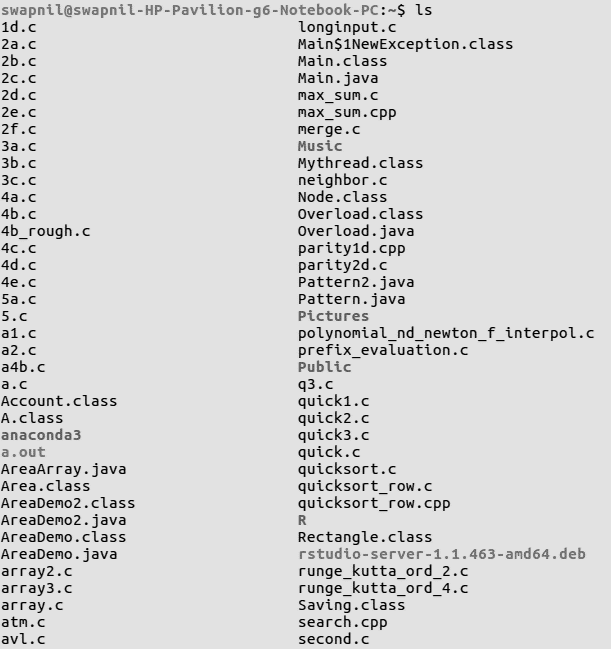 swapnil@swapnil-HP-Pavilion-g6-Notebook-PC:~$ ls
1d.c longinput.c
2a.c Main$1NewException.class
2b.c Main.class
2c.c Main.java
2d.c max_sum.c
2e.c max_sum.cpp
2f.c merge.c
3a.c Music
3b.c Mythread.class
3c.c neighbor.c
4a.c Node.class
4b.c Overload.class
4b_rough.c Overload.java
4c.c parity1d.cpp
4d.c parity2d.c
4e.c Pattern2.java
5a.c Pattern.java
5.c Pictures
a1.c polynomial_nd_newton_f_interpol.c
a2.c prefix_evaluation.c
a4b.c Public
a.c q3.c
Account.class quick1.c
A.class quick2.c
anaconda3 quick3.c
a.out quick.c
AreaArray.java quicksort.c
Area.class quicksort_row.c
AreaDemo2.class quicksort_row.cpp
AreaDemo2.java R
AreaDemo.class Rectangle.class
AreaDemo.java rstudio-server-1.1.463-amd64.deb
array2.c runge_kutta_ord_2.c
array3.c runge_kutta_ord_4.c
array.c Saving.class
atm.c search.cpp
avl.c second.c